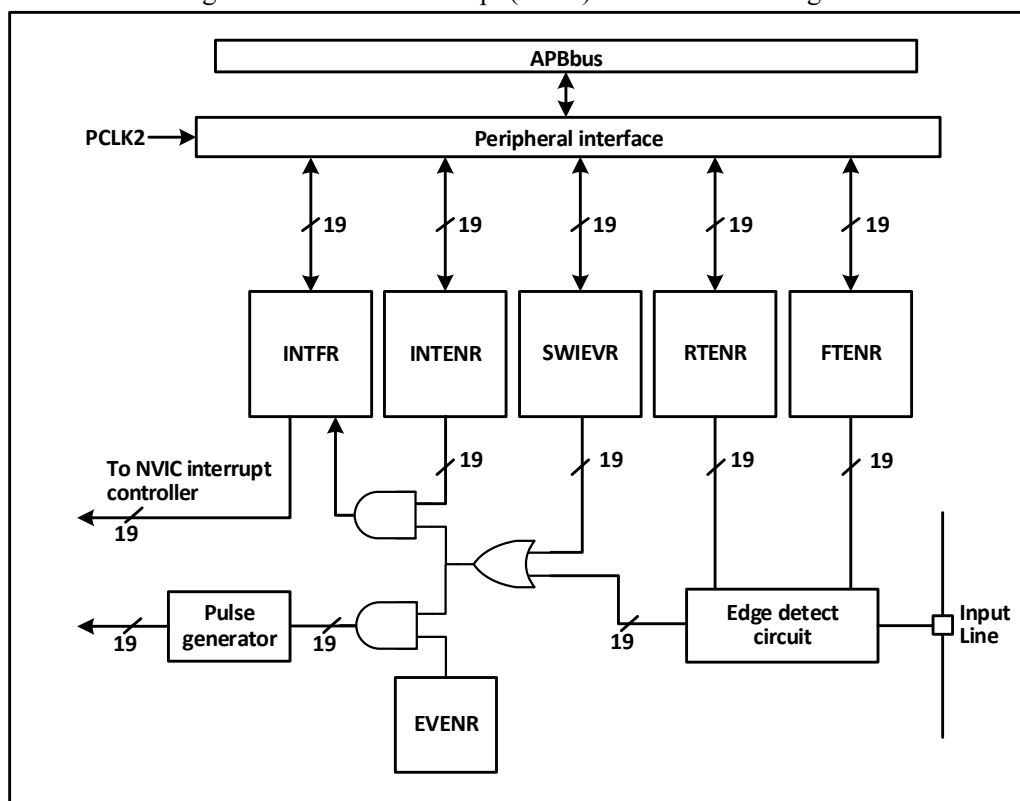 APBbus
PCLK2
Peripheral interface
19
19
19
19
19
INTFR
INTENR
SWIEVR
RTENR
FTENR
19
19
19
19
To NVIC interrupt
controller
19
Pulse
generator
19
19
19
Edge detect
circuit
Input
Line
EVENR